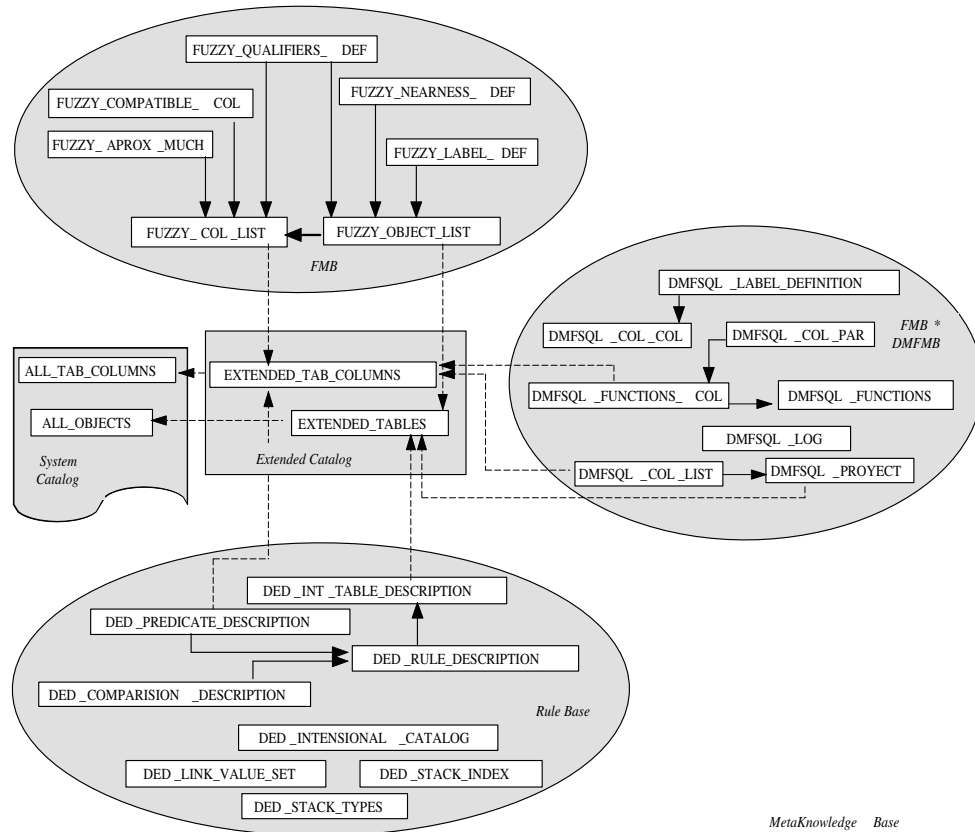 FUZZY_QUALIFIERS_ DEF
FUZZY_COMPATIBLE_ COL
FUZZY_NEARNESS_ DEF
FUZZY_ APROX _MUCH
FUZZY_LABEL_ DEF
FUZZY_ COL _LIST
FUZZY_OBJECT_LIST
FMB
DMFSQL _LABEL_DEFINITION
DMFSQL _COL _COL
DMFSQL _COL _PAR
FMB *
DMFMB
DMFSQL _FUNCTIONS_ COL
DMFSQL _FUNCTIONS
DMFSQL _LOG
DMFSQL _COL _LIST
DMFSQL _PROYECT
ALL_TAB_COLUMNS
ALL_OBJECTS
System
Catalog
EXTENDED_TAB_COLUMNS
EXTENDED_TABLES
Extended Catalog
DED _INT _TABLE_DESCRIPTION
DED _PREDICATE_DESCRIPTION
DED _RULE_DESCRIPTION
DED _COMPARISION _DESCRIPTION
Rule Base
DED _INTENSIONAL _CATALOG
DED _LINK_VALUE_SET
DED _STACK_INDEX
DED _STACK_TYPES
MetaKnowledge Base